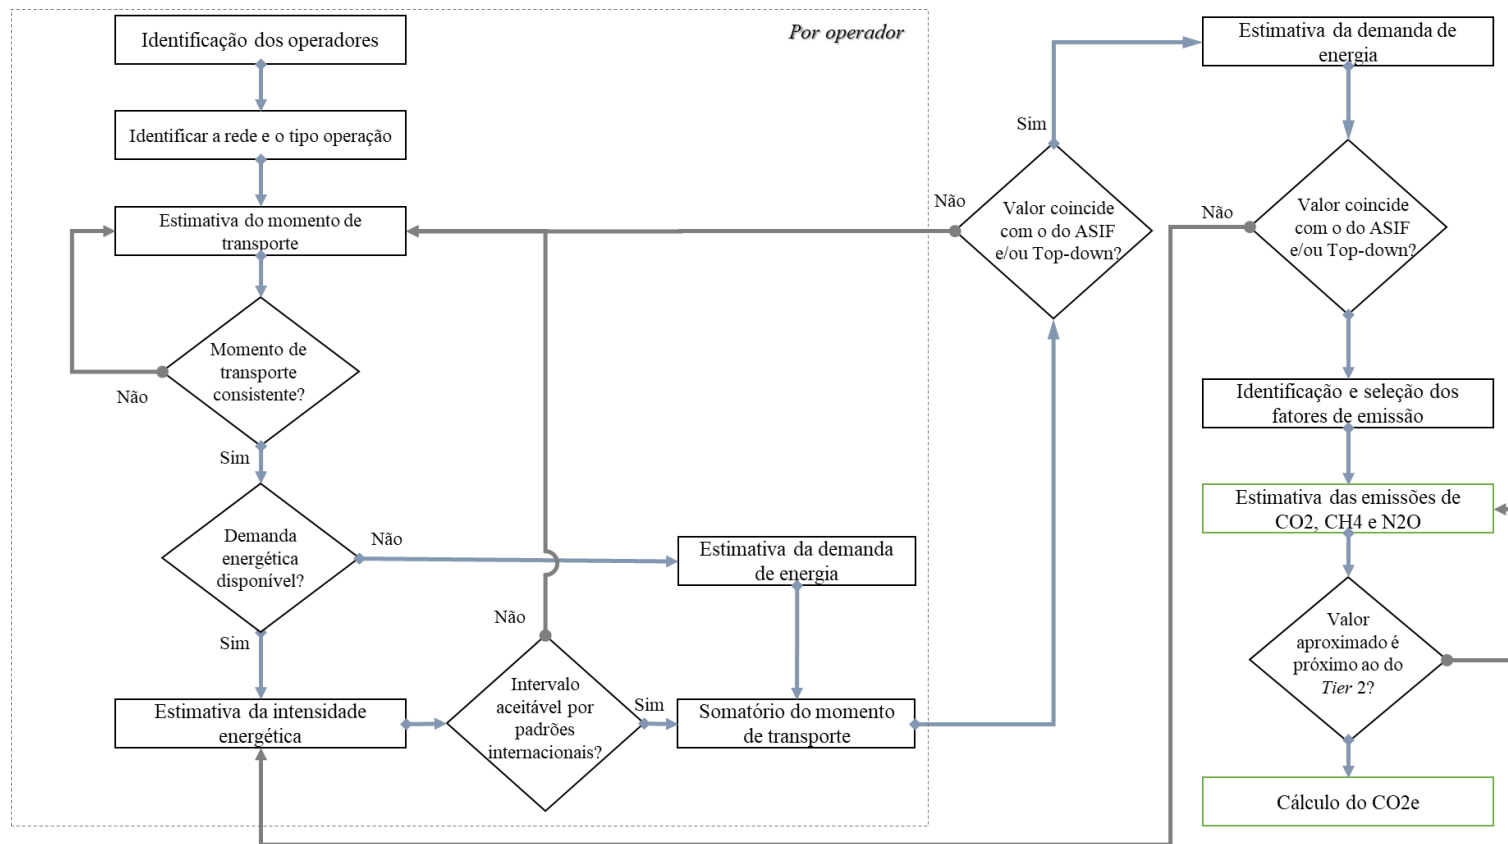 Por operador
Identificação dos operadores
Identificar a rede e o tipo operação
Estimativa do momento de
transporte
Momento de
transporte
consistente?
Não
Sim
Demanda
energética
disponível?
Não
Sim
Estimativa da intensidade
energética
Intervalo
aceitável por
padrões
internacionais?
Não
Sim
Estimativa da demanda
de energia
Somatório do momento
de transporte
Valor coincide
com o do ASIF
e/ou Top-down?
Não
Sim
Estimativa da demanda de
energia
Valor coincide
com o do ASIF
e/ou Top-down?
Não
Identificação e seleção dos
fatores de emissão
Estimativa das emissões de
CO2, CH4 e N2O
Valor
aproximado é
próximo ao do
Tier 2?
Cálculo do CO2e